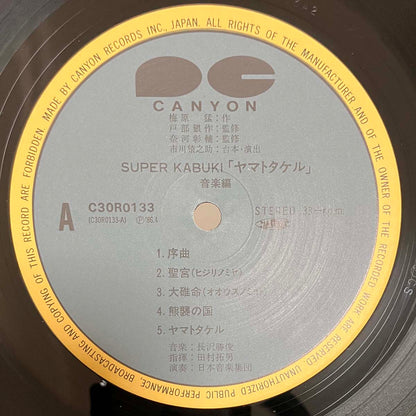 MADE BY CANYON RECORDS INC., JAPAN. ALL RIGHTS OF THE MANUFACTURER AND OF THE OWNER OF THE RECORDED WORK ARE RESERVED. UNAUTHORIZED PUBLIC PERFORMANCE, BROADCASTING AND COPYING OF THIS RECORD ARE FORBIDDEN.
CANYON
梅原 猛:作
戸部銀作:監修
奈河彰輔:監修
市川猿之助:台本・演出
SUPER KABUKI「ヤマトタケル」
音楽編
A
C30R0133
(C30R0133-A) Ⓟ'86.4
STEREO
1. 序曲
2. 聖宮(ヒジリノミヤ)
3. 大碓命(オオウスノミコト)
4. 熊襲の国
5. ヤマトタケル
音楽:長沢勝俊
指揮:田村拓男
演奏:日本音楽集団